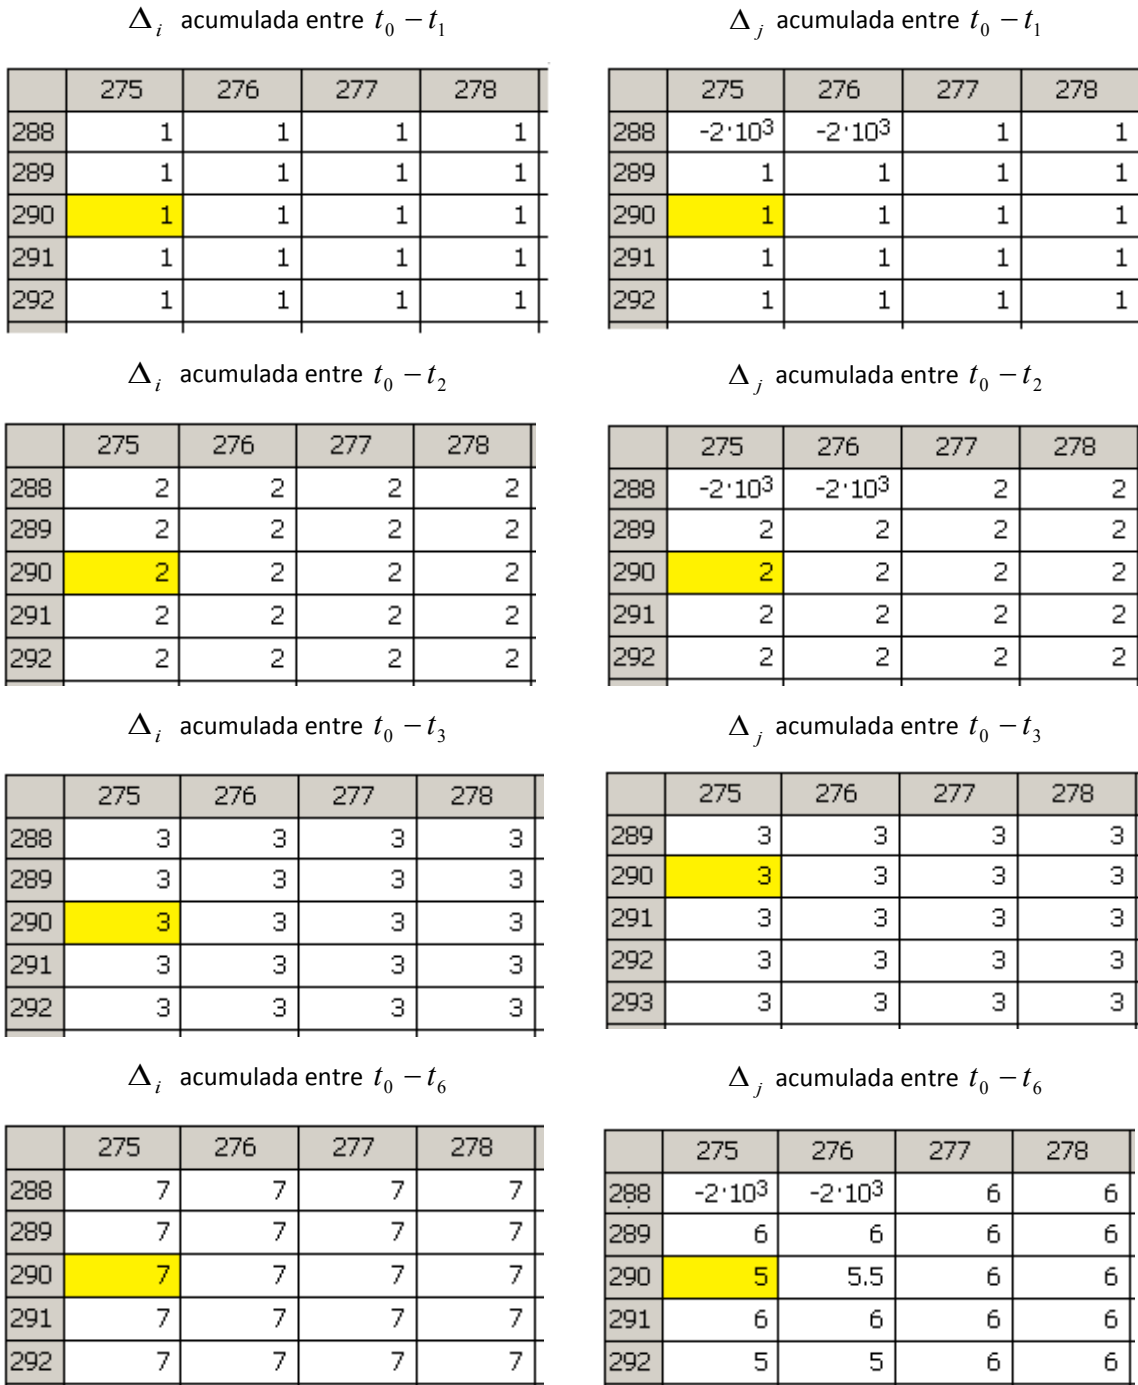 Δi acumulada entre t0 − t1
275 276 277 278
288 1 1 1 1
289 1 1 1 1
290 1 1 1 1
291 1 1 1 1
292 1 1 1 1
Δj acumulada entre t0 − t1
275 276 277 278
288 -2·10³ -2·10³ 1 1
289 1 1 1 1
290 1 1 1 1
291 1 1 1 1
292 1 1 1 1
Δi acumulada entre t0 − t2
275 276 277 278
288 2 2 2 2
289 2 2 2 2
290 2 2 2 2
291 2 2 2 2
292 2 2 2 2
Δj acumulada entre t0 − t2
275 276 277 278
288 -2·10³ -2·10³ 2 2
289 2 2 2 2
290 2 2 2 2
291 2 2 2 2
292 2 2 2 2
Δi acumulada entre t0 − t3
275 276 277 278
288 3 3 3 3
289 3 3 3 3
290 3 3 3 3
291 3 3 3 3
292 3 3 3 3
Δj acumulada entre t0 − t3
275 276 277 278
289 3 3 3 3
290 3 3 3 3
291 3 3 3 3
292 3 3 3 3
293 3 3 3 3
Δi acumulada entre t0 − t6
275 276 277 278
288 7 7 7 7
289 7 7 7 7
290 7 7 7 7
291 7 7 7 7
292 7 7 7 7
Δj acumulada entre t0 − t6
275 276 277 278
288 -2·10³ -2·10³ 6 6
289 6 6 6 6
290 5 5.5 6 6
291 6 6 6 6
292 5 5 6 6